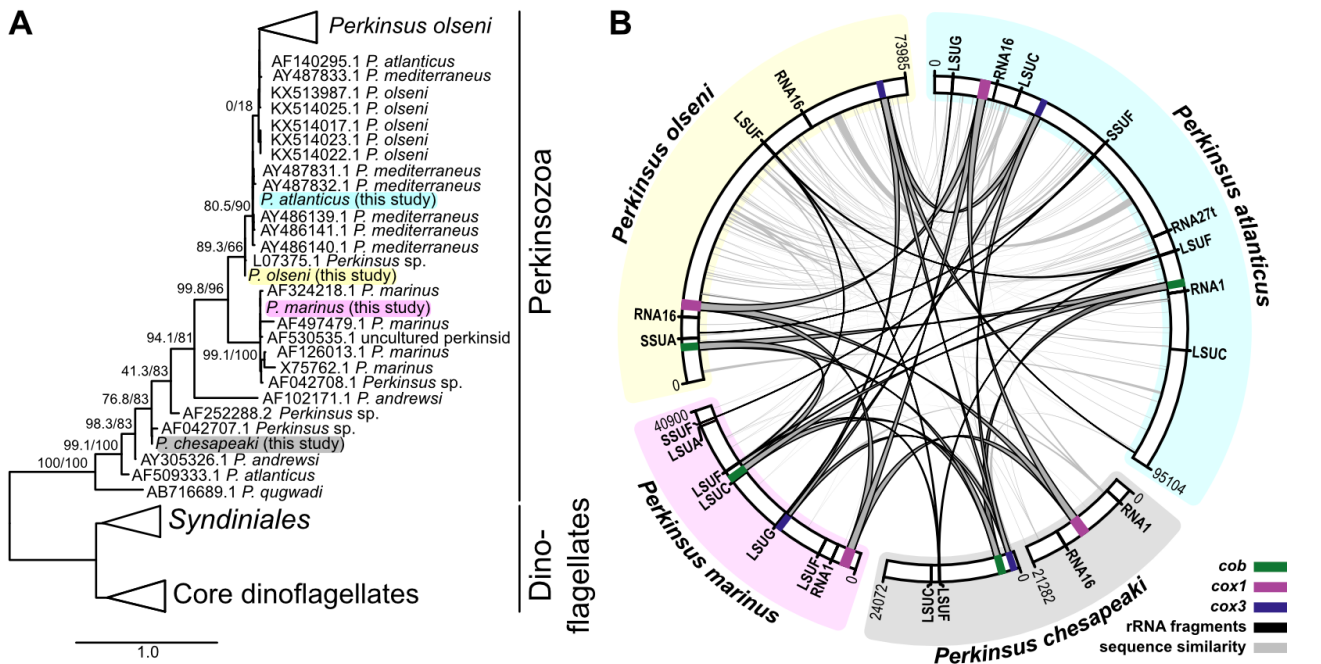 A
Perkinsus olseni
AF140295.1 P. atlanticus
AY487833.1 P. mediterraneus
KX513987.1 P. olseni
KX514025.1 P. olseni
0/18
KX514017.1 P. olseni
KX514023.1 P. olseni
KX514022.1 P. olseni
AY487831.1 P. mediterraneus
AY487832.1 P. mediterraneus
P. atlanticus (this study)
80.5/90
AY486139.1 P. mediterraneus
AY486141.1 P. mediterraneus
89.3/66
AY486140.1 P. mediterraneus
L07375.1 Perkinsus sp.
P. olseni (this study)
99.8/96
AF324218.1 P. marinus
P. marinus (this study)
AF497479.1 P. marinus
94.1/81
AF530535.1 uncultured perkinsid
99.1/100
AF126013.1 P. marinus
X75762.1 P. marinus
41.3/83
AF042708.1 Perkinsus sp.
76.8/83
AF102171.1 P. andrewsi
AF252288.2 Perkinsus sp.
98.3/83
AF042707.1 Perkinsus sp.
99.1/100
P. chesapeaki (this study)
100/100
AY305326.1 P. andrewsi
AF509333.1 P. atlanticus
AB716689.1 P. qugwadi
Syndiniales
Core dinoflagellates
1.0
Perkinsozoa
Dino-
flagellates
B
Perkinsus olseni
73985
RNA16
LSUF
RNA16
SSUA
0
Perkinsus atlanticus
0
LSUG
RNA16
LSUC
SSUF
RNA27t
LSUF
RNA1
LSUC
95104
Perkinsus marinus
40900
SSUF
LSUA
LSUF
LSUC
LSUG
LSUF
RNA1
0
Perkinsus chesapeaki
24072
LSUC
LSUF
0
21282
RNA16
RNA1
0
cob
cox1
cox3
rRNA fragments
sequence similarity